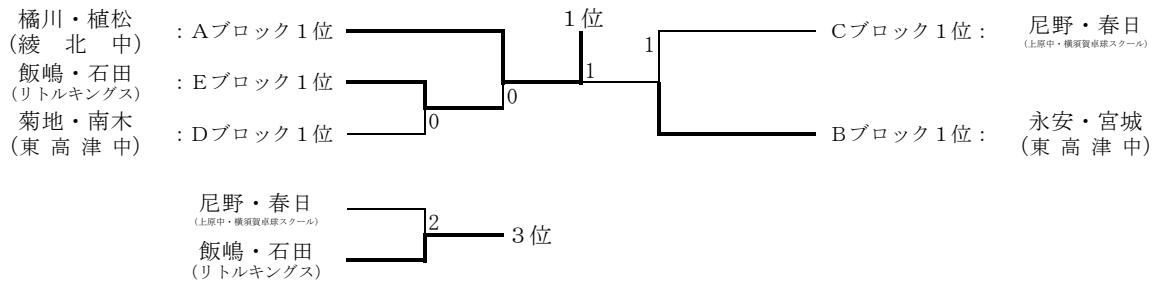 橘川・植松
(綾北中)
：Aブロック１位
飯嶋・石田
(リトルキングス)
：Eブロック１位
菊地・南木
(東高津中)
：Dブロック１位
0
0
１位
1
1
Cブロック１位：
尼野・春日
(上原中・横須賀卓球スクール)
Bブロック１位：
永安・宮城
(東高津中)
尼野・春日
(上原中・横須賀卓球スクール)
飯嶋・石田
(リトルキングス)
2
３位